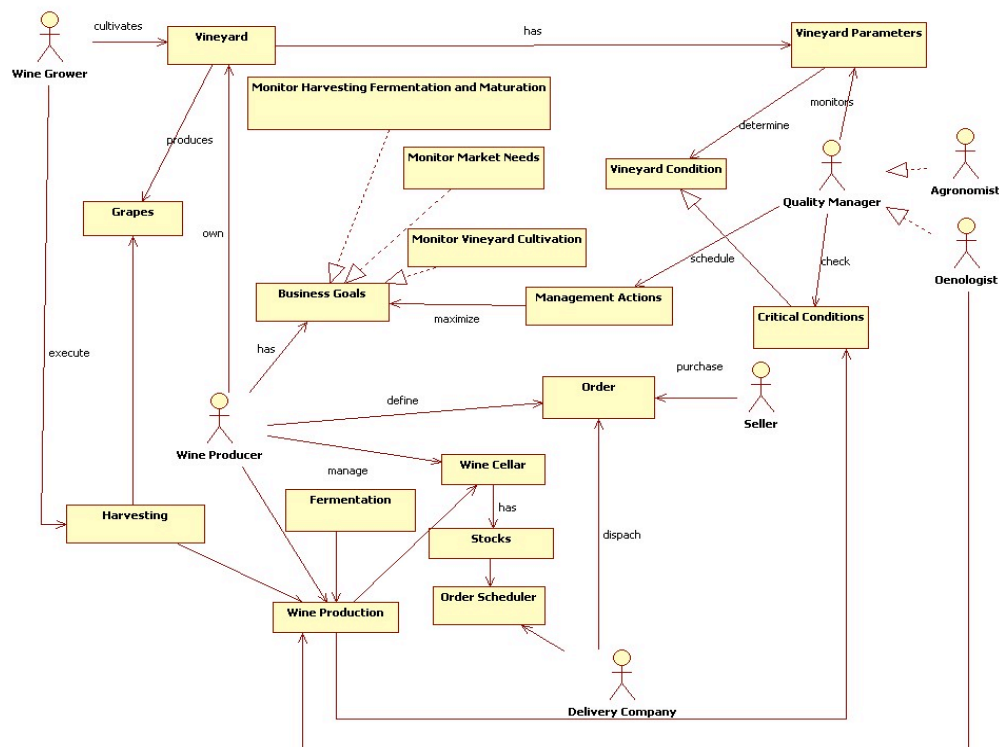 cultivates
has
Vineyard
Vineyard Parameters
Wine Grower
Monitor Harvesting Fermentation and Maturation
monitors
produces
determine
Monitor Market Needs
Vineyard Condition
Agronomist
Quality Manager
Grapes
own
Monitor Vineyard Cultivation
schedule
check
Oenologist
Business Goals
Management Actions
Critical Conditions
maximize
has
execute
purchase
Order
define
Seller
Wine Producer
Wine Cellar
manage
Fermentation
has
Harvesting
Stocks
dispach
Order Scheduler
Wine Production
Delivery Company